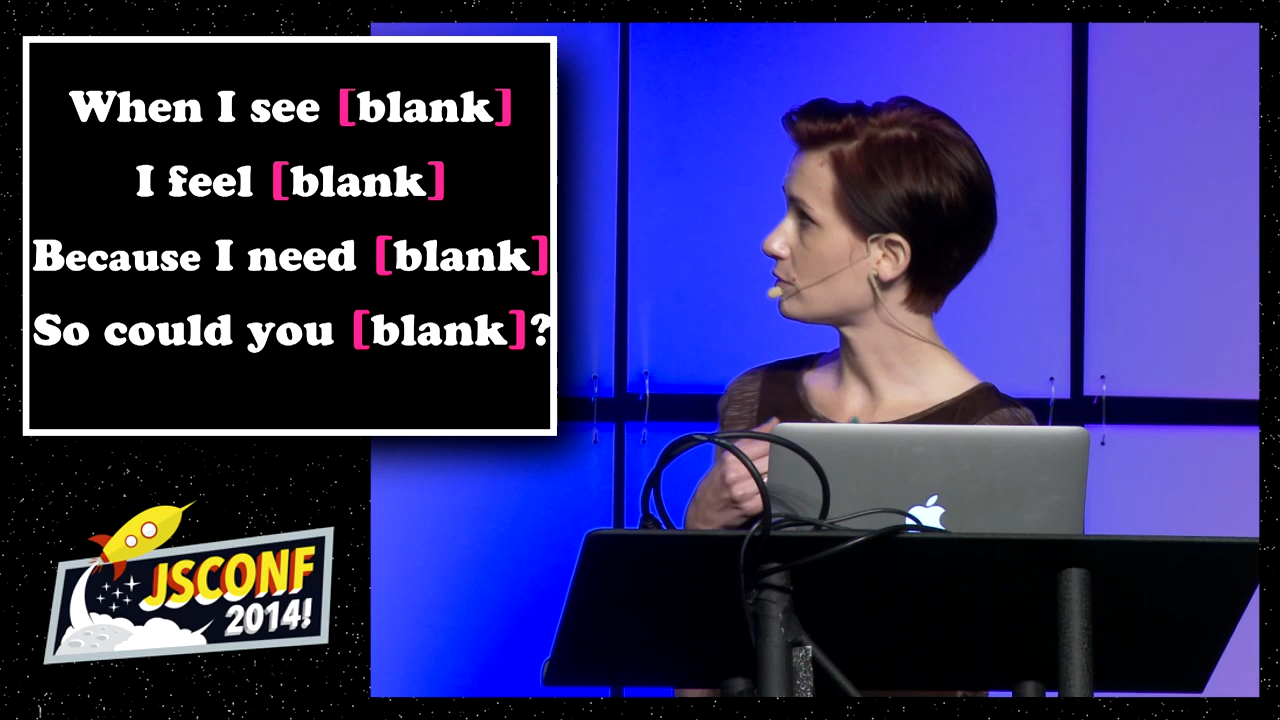 When I see [blank]
I feel [blank]
Because I need [blank]
So could you [blank]?
JSCONF
2014!